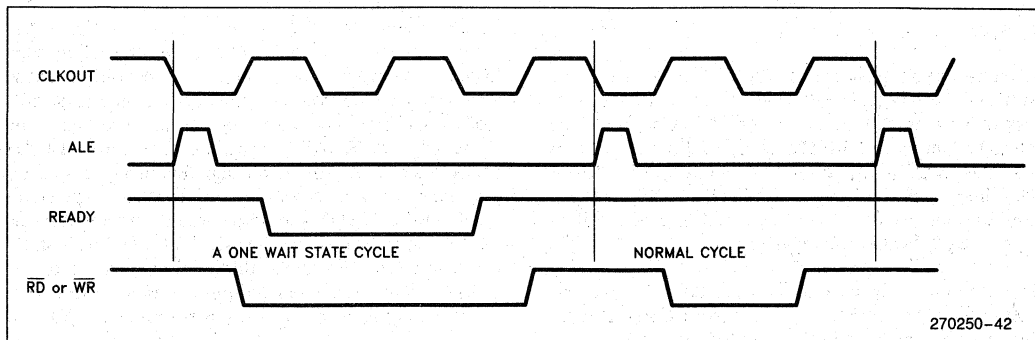 CLKOUT
ALE
READY
A ONE WAIT STATE CYCLE
NORMAL CYCLE
RD or WR
270250-42